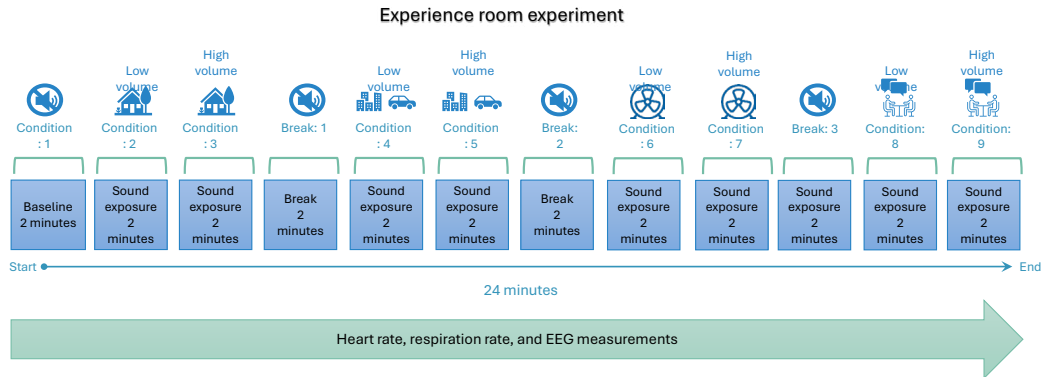 Experience room experiment
Condition
: 1
Low
volume
Condition
: 2
High
volume
Condition
: 3
Break: 1
Low
volume
Condition
: 4
High
volume
Condition
: 5
Break:
2
Low
volume
Condition
: 6
High
volume
Condition
: 7
Break: 3
Low
volume
Condition:
8
High
volume
Condition:
9
Baseline
2 minutes
Sound
exposure
2
minutes
Sound
exposure
2
minutes
Break
2
minutes
Sound
exposure
2
minutes
Sound
exposure
2
minutes
Break
2
minutes
Sound
exposure
2
minutes
Sound
exposure
2
minutes
Sound
exposure
2
minutes
Sound
exposure
2
minutes
Sound
exposure
2
minutes
Start
End
24 minutes
Heart rate, respiration rate, and EEG measurements